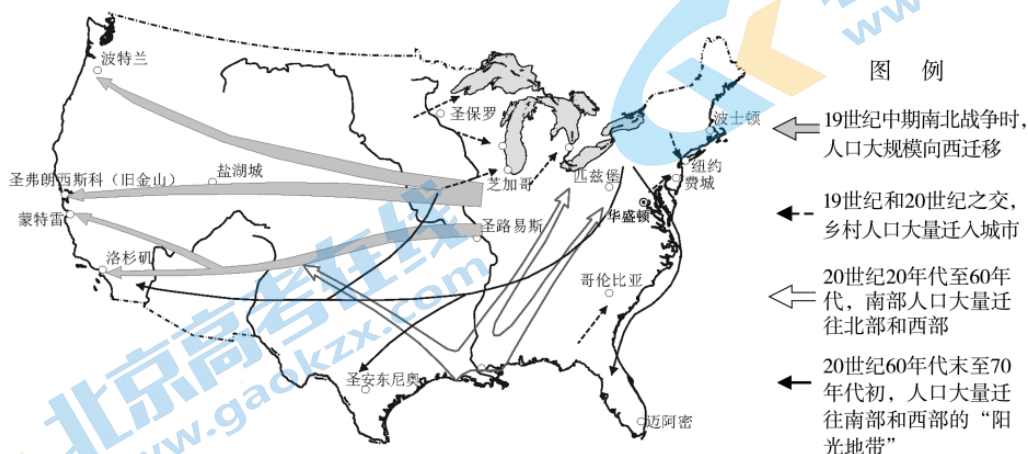 波特兰
圣保罗
波士顿
盐湖城
圣弗朗西斯科（旧金山）
芝加哥
匹兹堡
纽约
费城
蒙特雷
圣路易斯
华盛顿
洛杉矶
哥伦比亚
圣安东尼奥
迈阿密
图 例
19世纪中期南北战争时,
人口大规模向西迁移
19世纪和20世纪之交,
乡村人口大量迁入城市
20世纪20年代至60年
代，南部人口大量迁
往北部和西部
20世纪60年代末至70
年代初，人口大量迁
往南部和西部的“阳
光地带”
北京高考在线
www.gaokzx.com
ww